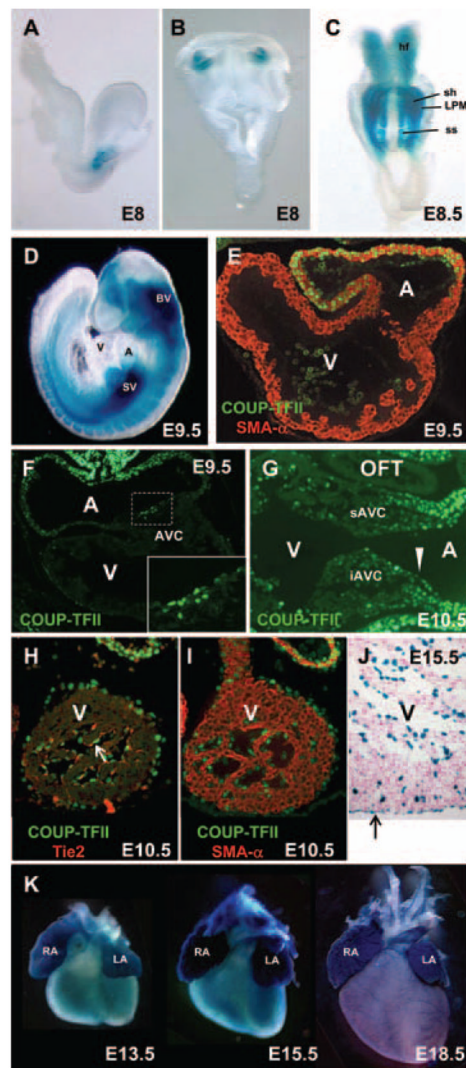 A
E8
B
E8
C
hf
sh
LPM
ss
E8.5
D
BV
V
A
SV
E9.5
E
A
V
COUP-TFII
SMA-α
E9.5
F
E9.5
A
AVC
V
COUP-TFII
G
OFT
sAVC
V
A
iAVC
COUP-TFII
E10.5
H
V
COUP-TFII
Tie2
E10.5
I
V
COUP-TFII
SMA-α
E10.5
J
E15.5
V
K
RA
LA
E13.5
RA
LA
E15.5
RA
LA
E18.5